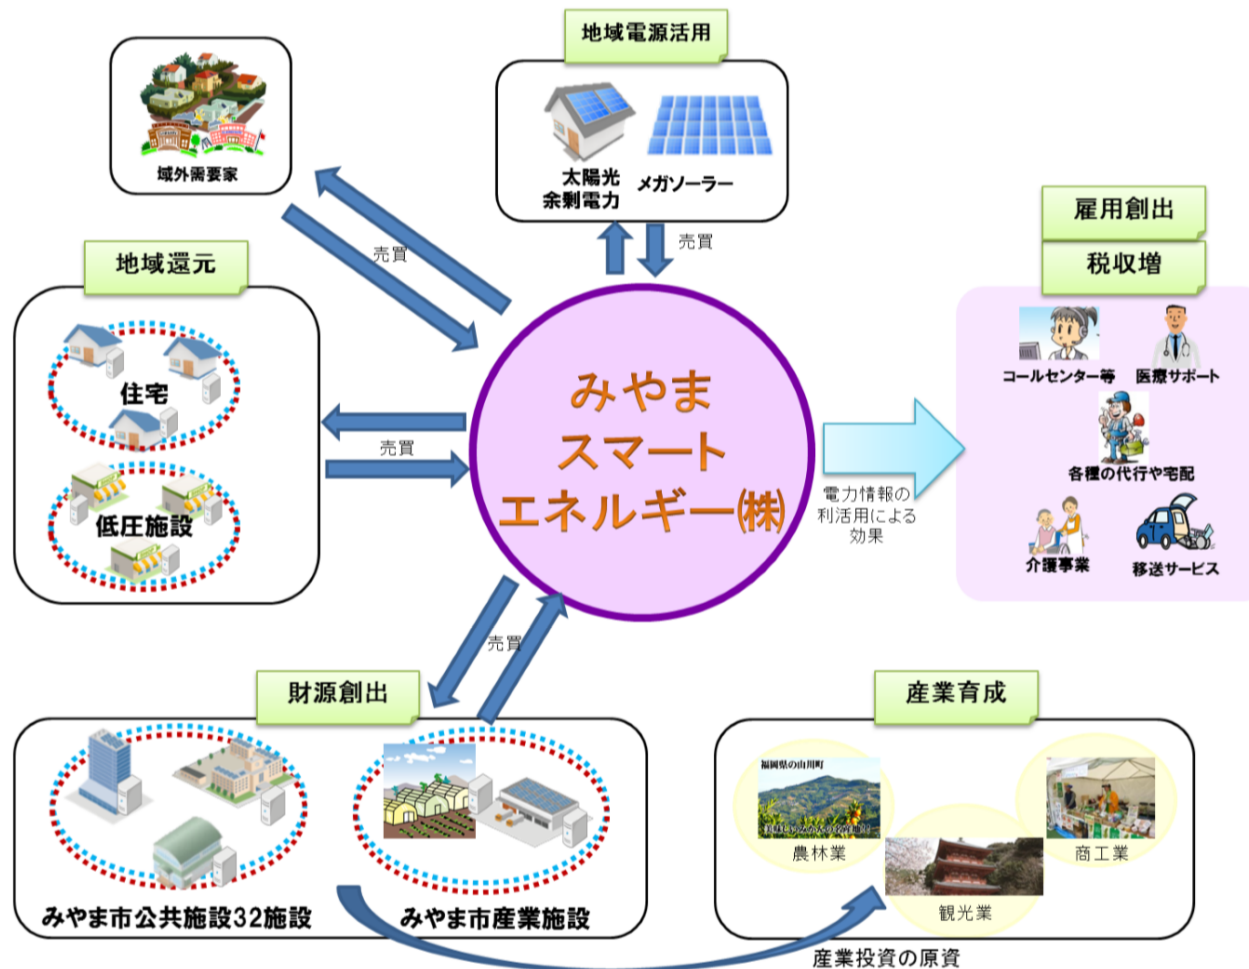 地域電源活用
太陽光
余剰電力
メガソーラー
域外需要家
売買
売買
雇用創出
税収増
地域還元
住宅
低圧施設
売買
みやま
スマート
エネルギー㈱
電力情報の
利活用による
効果
コールセンター等
医療サポート
各種の代行や宅配
介護事業
移送サービス
売買
財源創出
みやま市公共施設32施設
みやま市産業施設
産業育成
福岡県の山川町
農林業
商工業
観光業
産業投資の原資